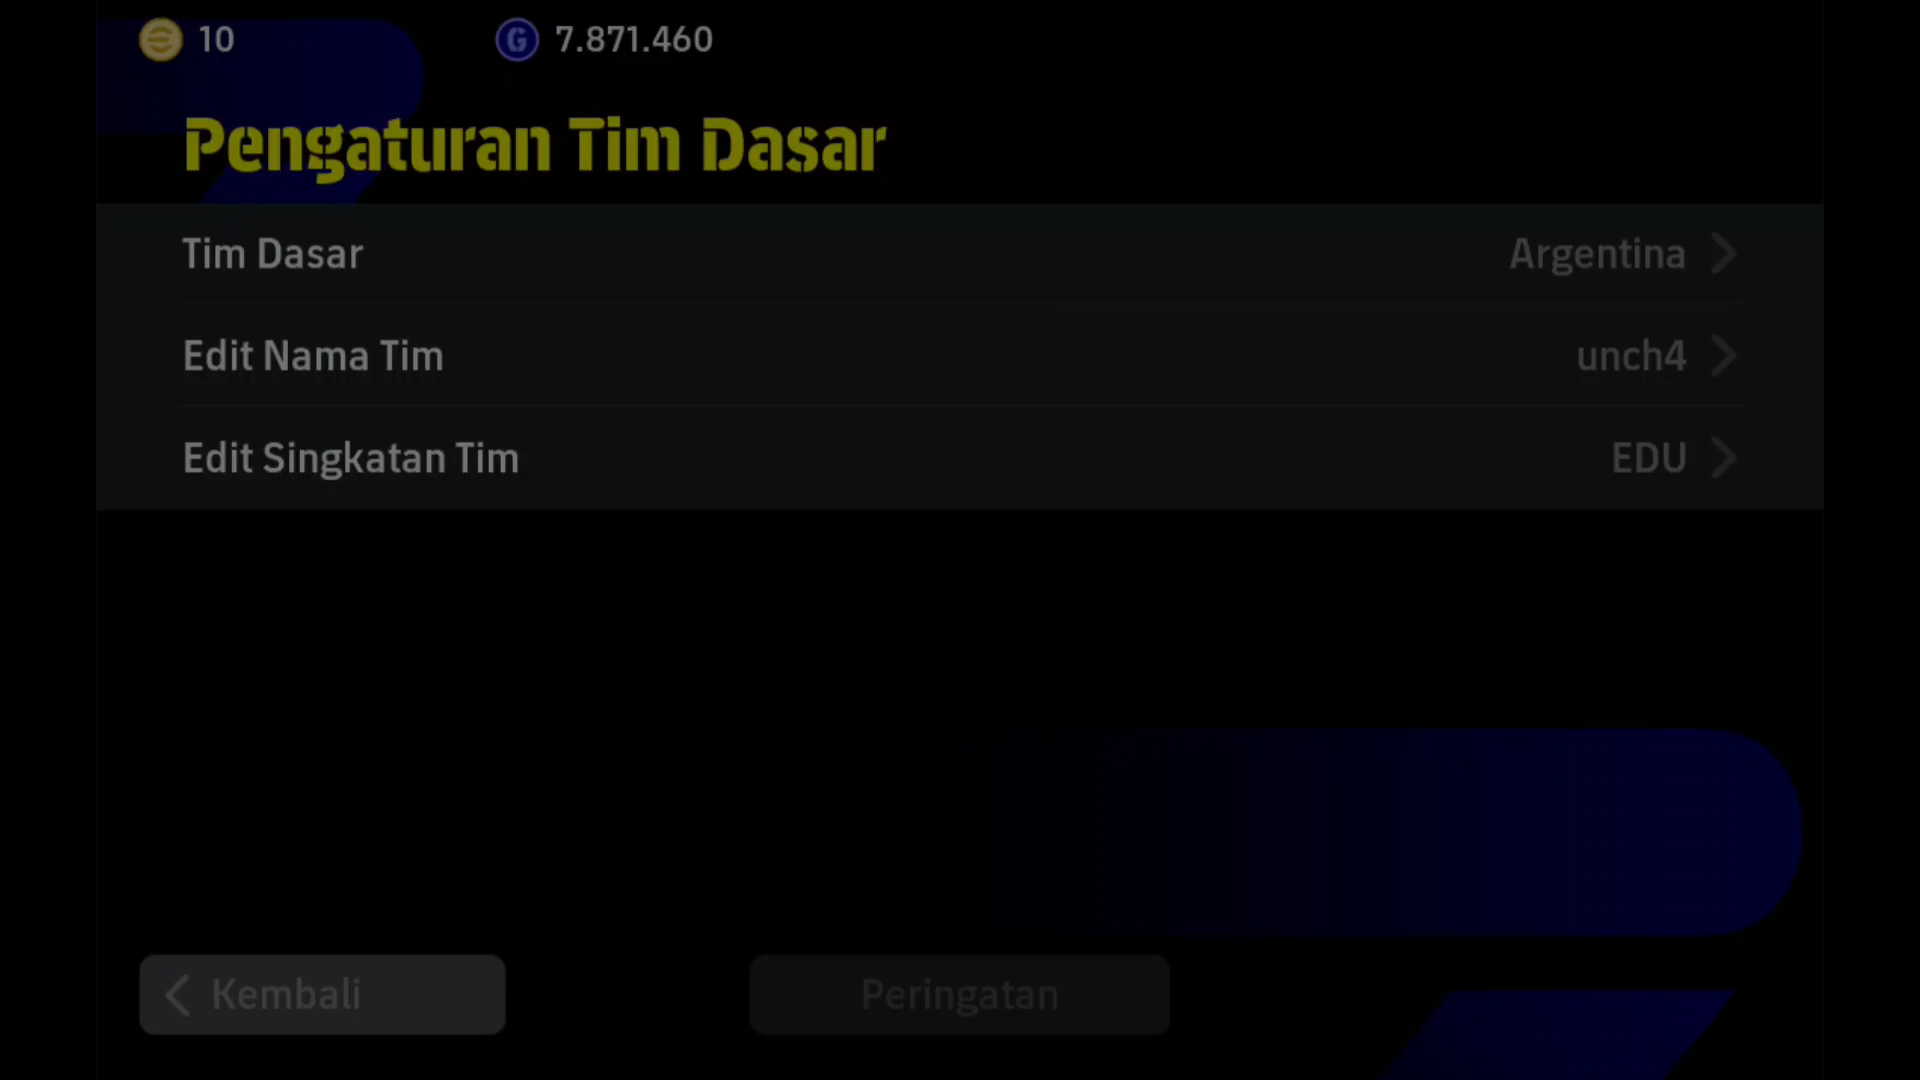 10
7.871.460
Pengaturan Tim Dasar
Tim Dasar
Argentina
Edit Nama Tim
unch4
Edit Singkatan Tim
EDU
Kembali
Peringatan